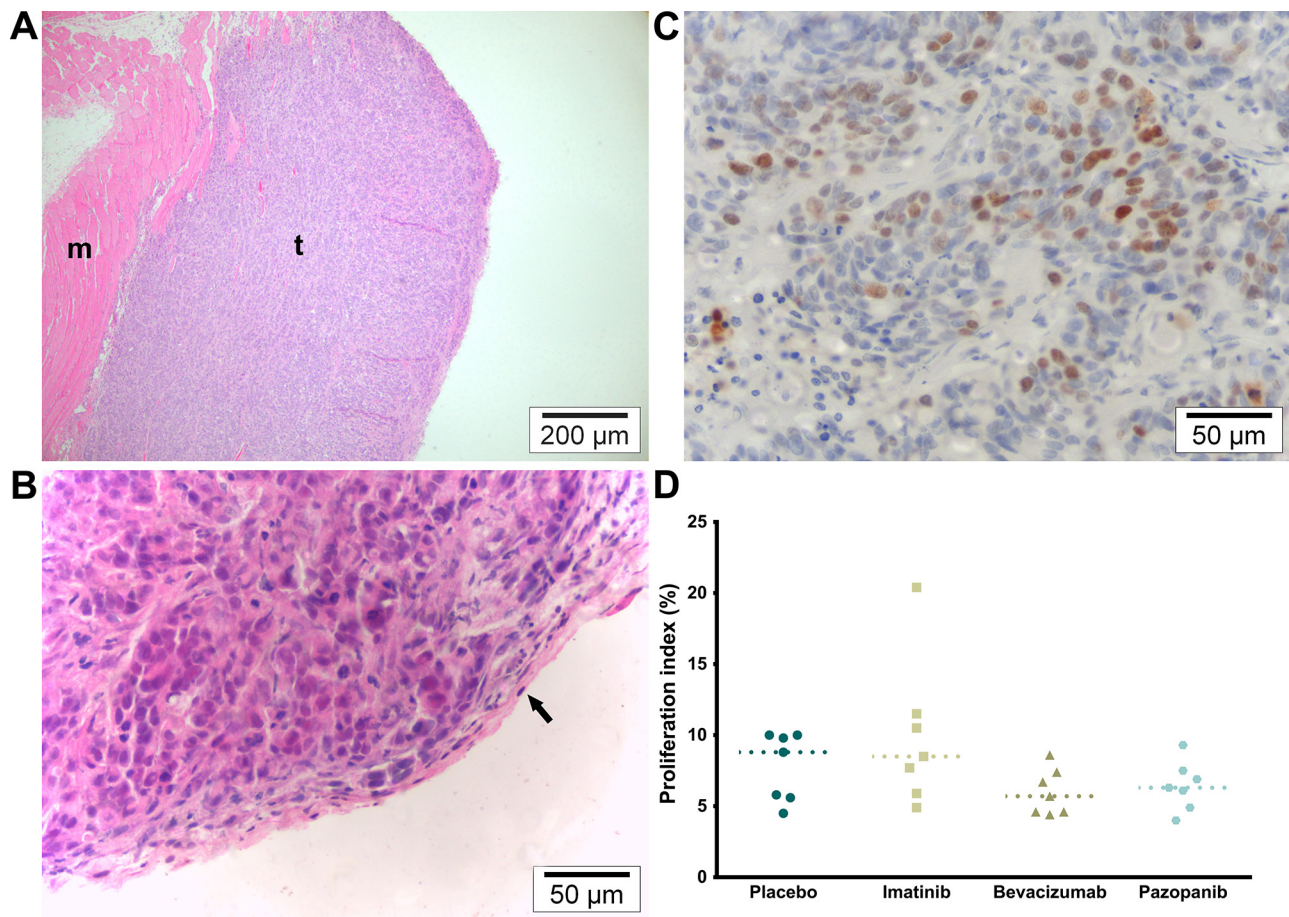 A
m
t
200 µm
B
50 µm
C
50 µm
D
Proliferation index (%)
25
20
15
10
5
0
Placebo
Imatinib
Bevacizumab
Pazopanib